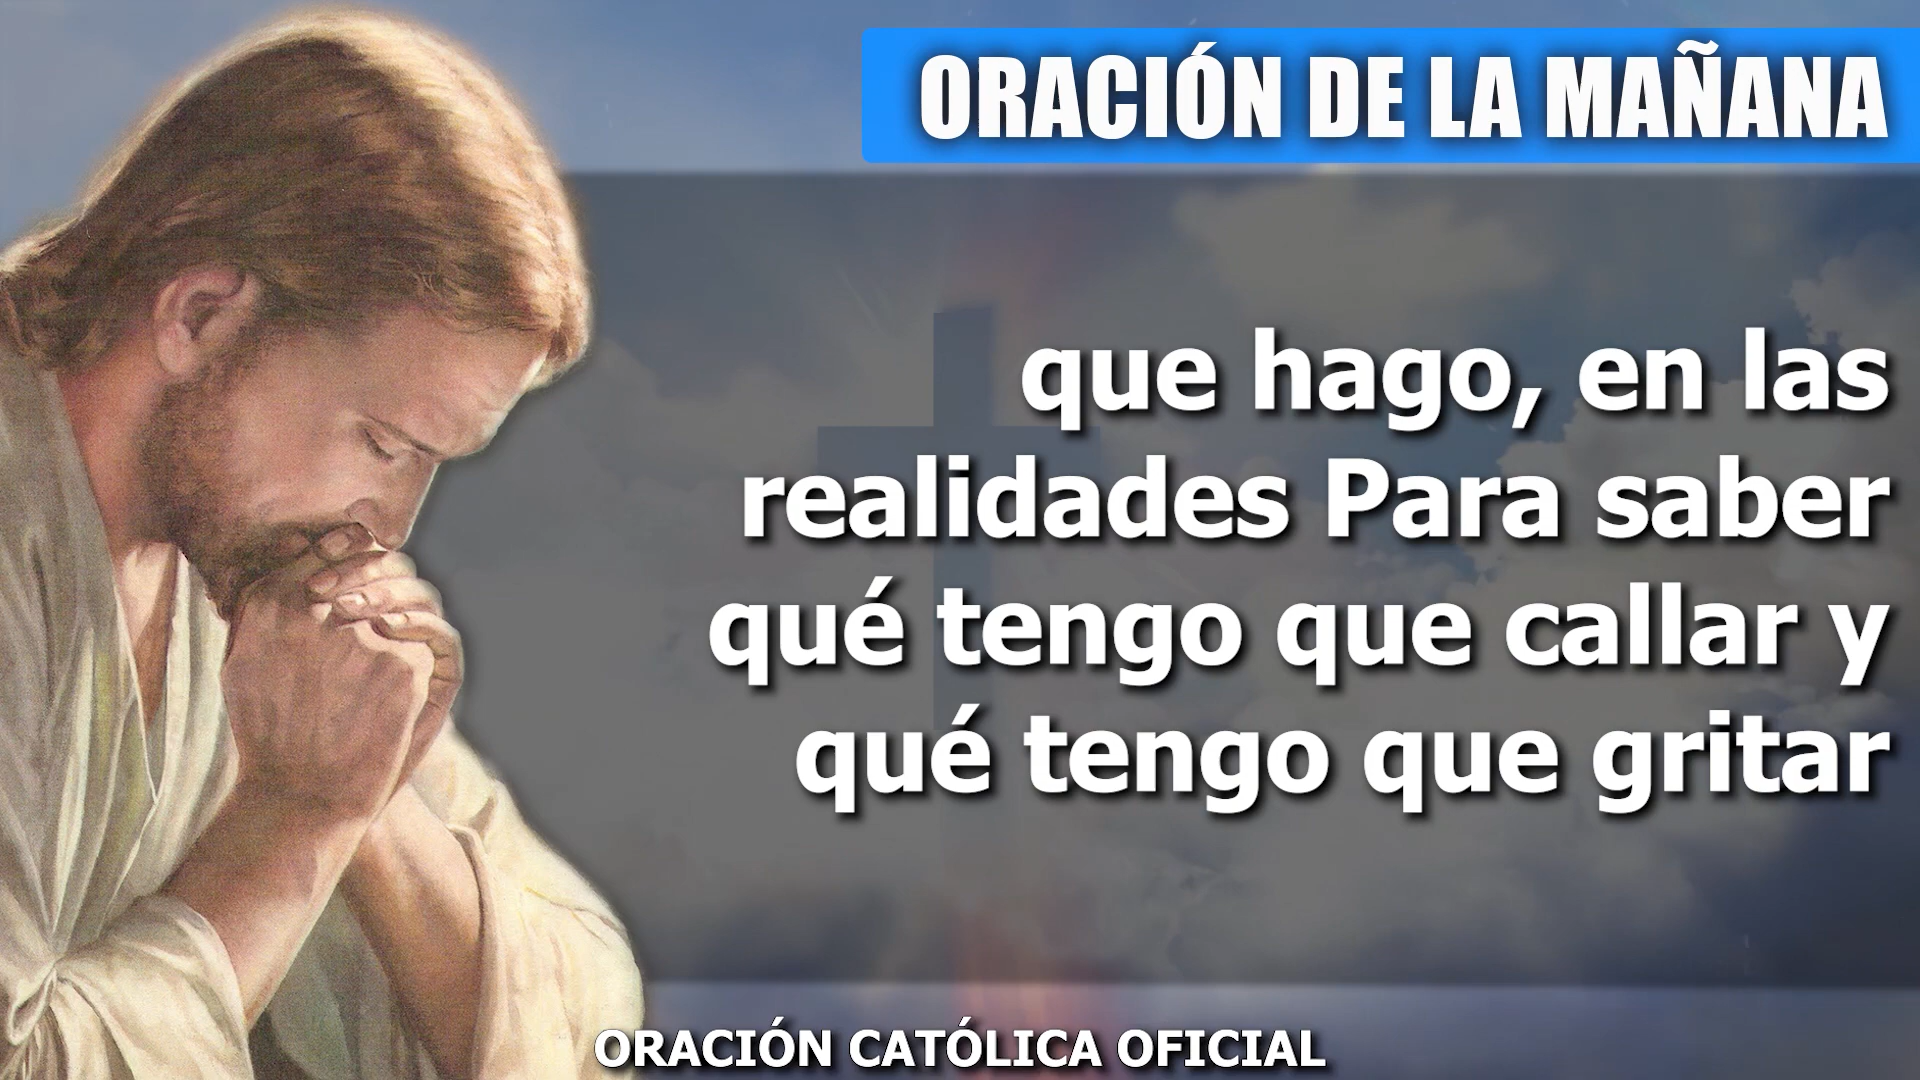 ORACIÓN DE LA MAÑANA
que hago, en las
realidades Para saber
qué tengo que callar y
qué tengo que gritar
ORACIÓN CATÓLICA OFICIAL